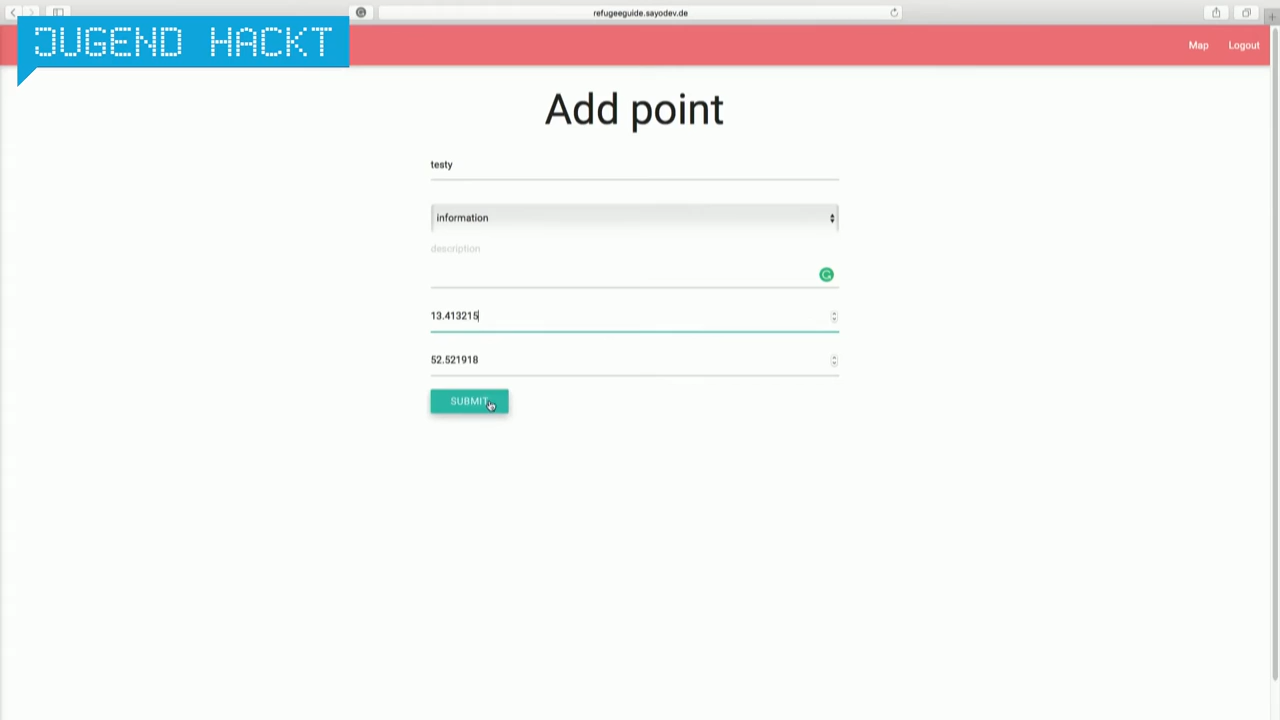 refugeeguide.sayodev.de
JUGEND HACKT
Map
Logout
Add point
testy
information
description
13.413215
52.521918
SUBMIT